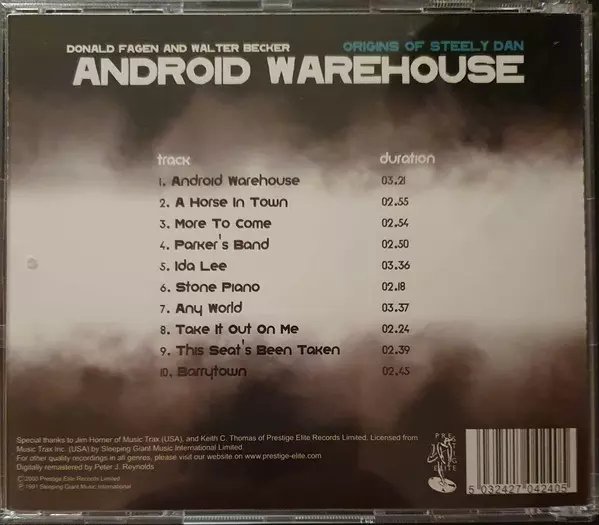 DONALD FAGEN AND WALTER BECKER ORIGINS OF STEELY DAN
ANDROID WAREHOUSE
track duration
1. Android Warehouse 03.21
2. A Horse In Town 02.55
3. More To Come 02.54
4. Parker's Band 02.50
5. Ida Lee 03.36
6. Stone Piano 02.18
7. Any World 03.37
8. Take It Out On Me 02.24
9. This Seat's Been Taken 02.39
10. Barrytown 02.45
Special thanks to Jim Horner of Music Trax (USA), and Keith C. Thomas of Prestige Elite Records Limited. Licensed from
Music Trax Inc. (USA) by Sleeping Giant Music International Limited.
For other quality recordings in all genres, please visit our website on www.prestige-elite.com
Digitally remastered by Peter J. Reynolds
Ⓒ2000 Prestige Elite Records Limited
Ⓟ1991 Sleeping Giant Music International
PRE
ELITE
5 032427 042405